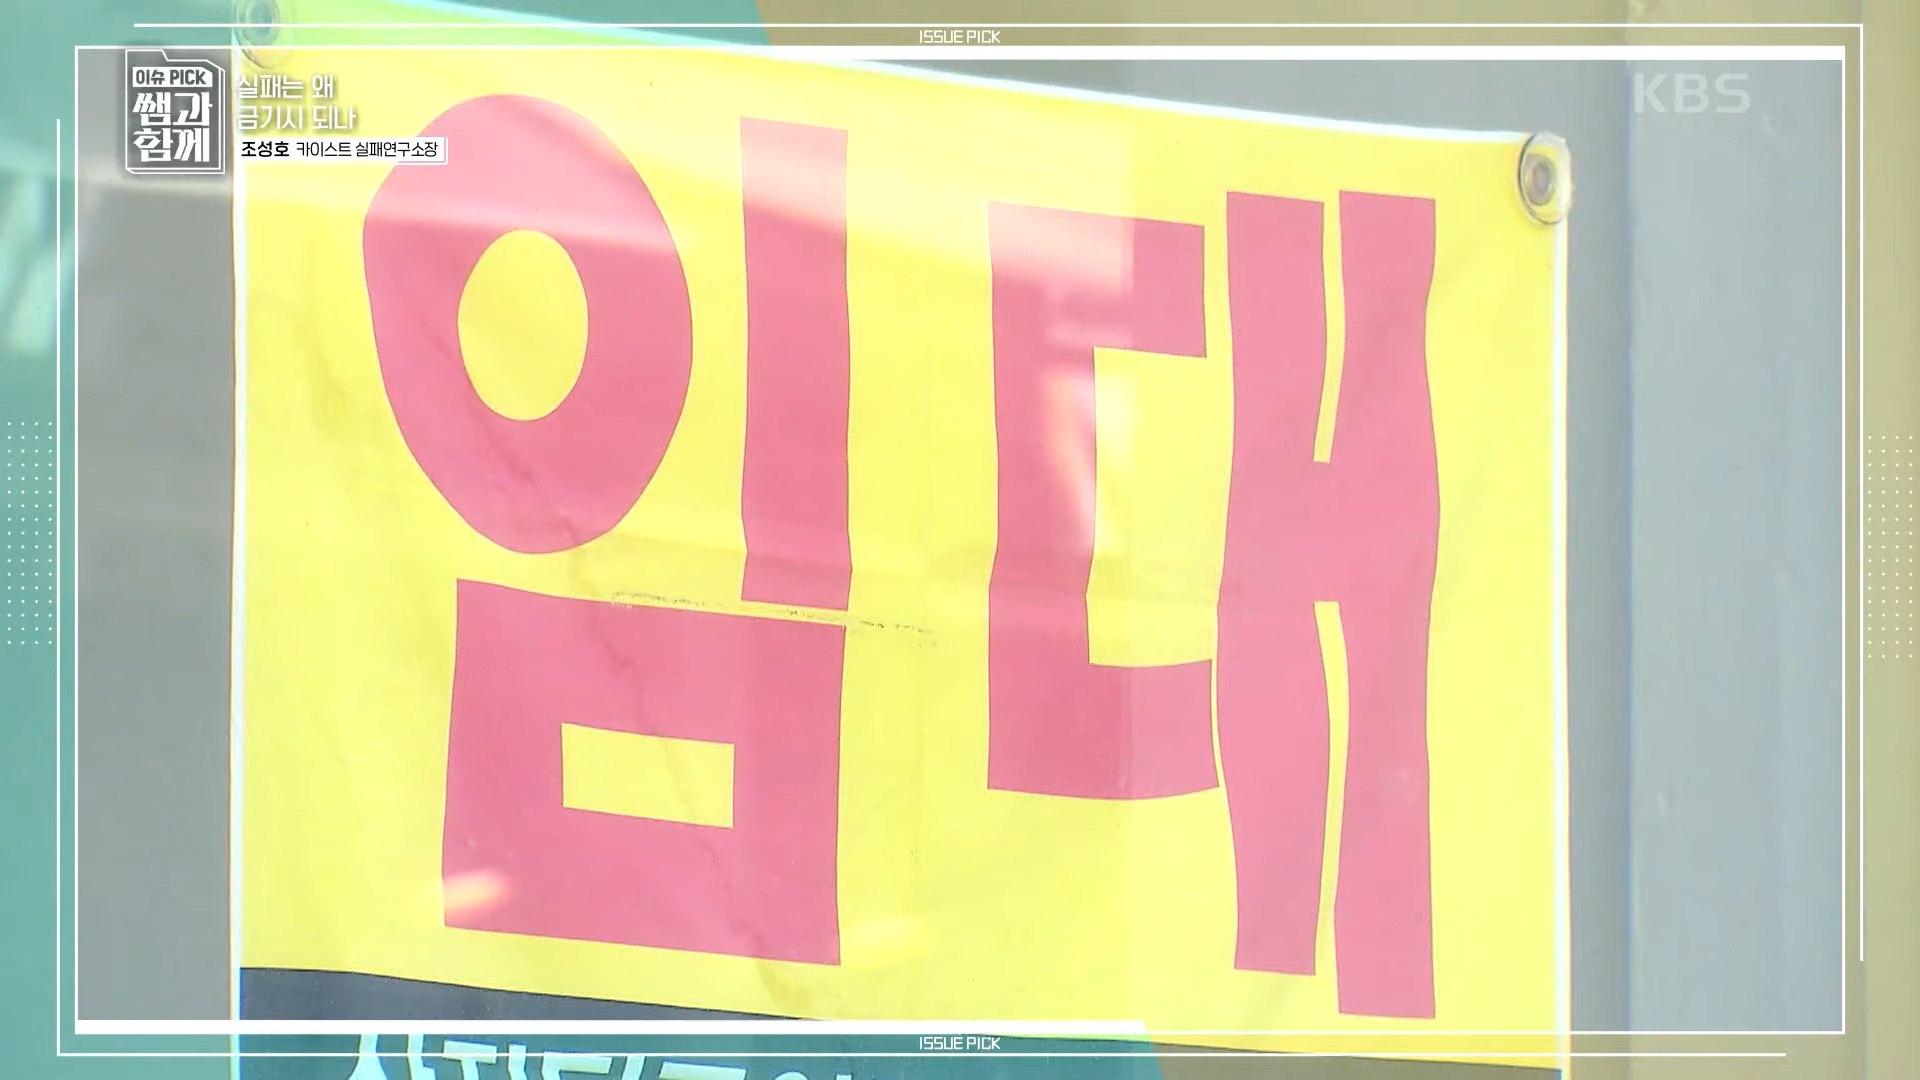 ISSUE PICK
이슈 PICK
쌤과
함께
실패는 왜
금기시 되나
조성호 카이스트 실패연구소장
KBS
임대
ISSUE PICK